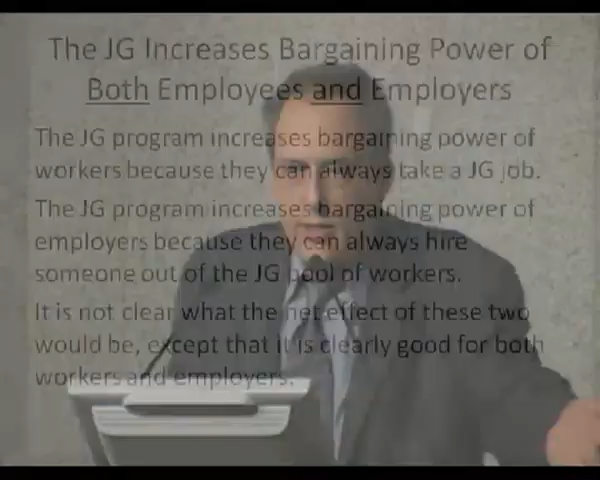 The JG Increases Bargaining Power of
Both Employees and Employers
The JG program increases bargaining power of
workers because they can always take a JG job.
The JG program increases bargaining power of
employers because they can always hire
someone out of the JG pool of workers.
It is not clear what the net effect of these two
would be, except that it is clearly good for both
workers and employers.